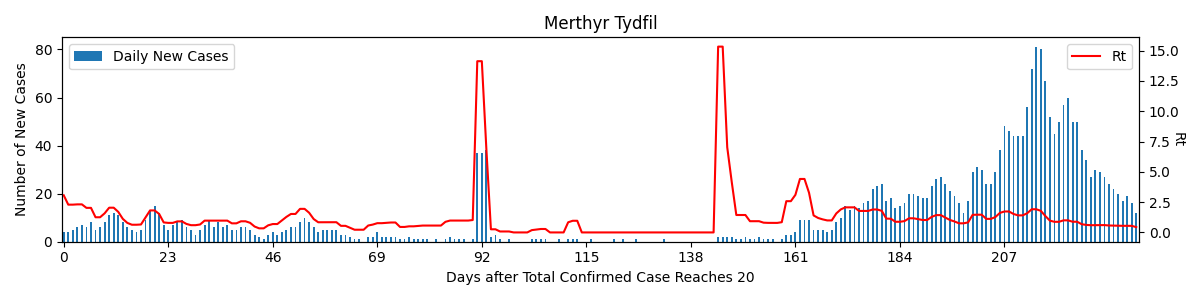 Merthyr Tydfil
Daily New Cases
Rt
Number of New Cases
80
60
40
20
0
15.0
12.5
10.0
7.5
5.0
2.5
0.0
Rt
0 23 46 69 92 115 138 161 184 207
Days after Total Confirmed Case Reaches 20